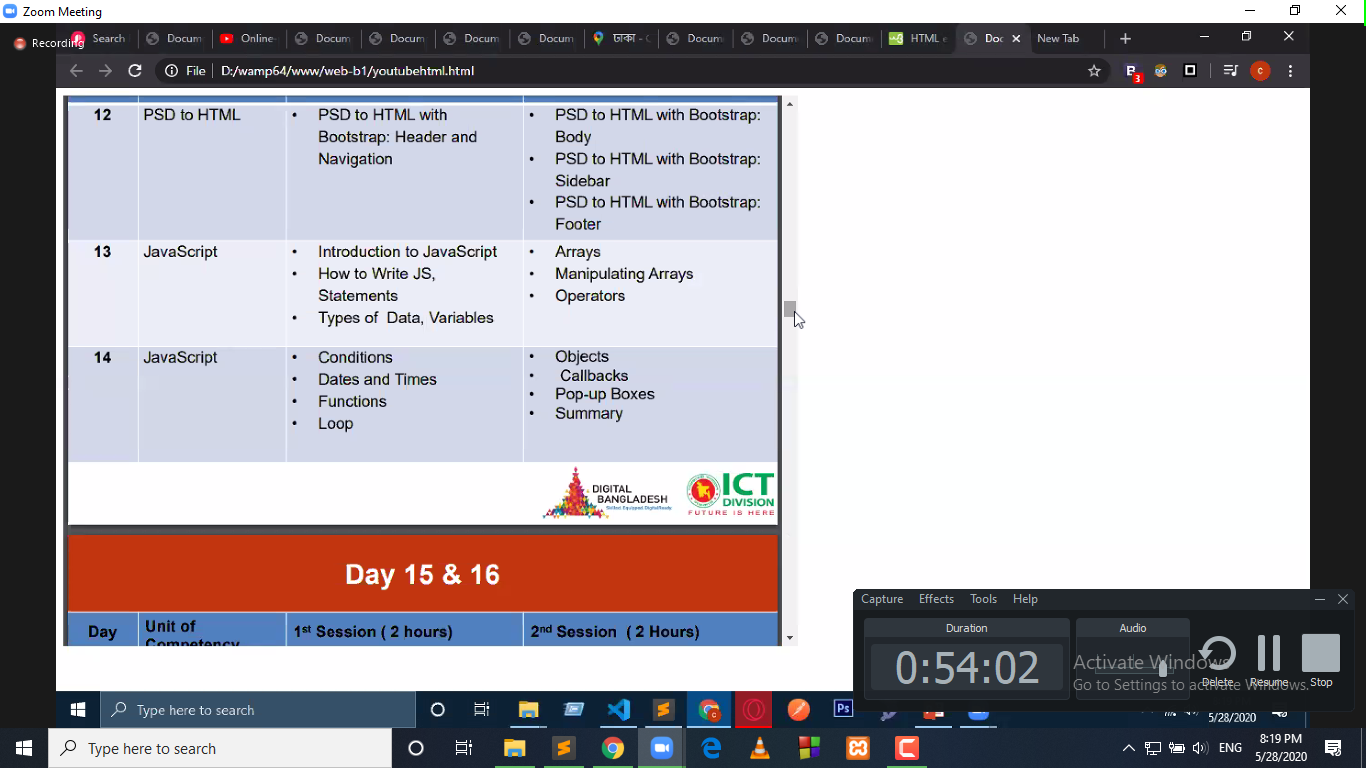 Zoom Meeting
Recording
Search
Docum
Online
Docum
Docum
Docum
Docum
ঢাকা - G
Docum
Docum
Docum
HTML e
Doc
New Tab
File
D:/wamp64/www/web-b1/youtubehtml.html
3
c
12
PSD to HTML
• PSD to HTML with
Bootstrap: Header and
Navigation
• PSD to HTML with Bootstrap:
Body
• PSD to HTML with Bootstrap:
Sidebar
• PSD to HTML with Bootstrap:
Footer
13
JavaScript
• Introduction to JavaScript
• How to Write JS,
Statements
• Types of Data, Variables
• Arrays
• Manipulating Arrays
• Operators
14
JavaScript
• Conditions
• Dates and Times
• Functions
• Loop
• Objects
• Callbacks
• Pop-up Boxes
• Summary
DIGITAL
BANGLADESH
ICT
DIVISION
FUTURE IS HERE
Day 15 & 16
Day
Unit of
Competency
1st Session ( 2 hours)
2nd Session ( 2 Hours)
Capture Effects Tools Help
Duration
0:54:02
Audio
Delete
Resume
Stop
Activate Windows
Go to Settings to activate Windows.
Type here to search
Ps
5/28/2020
Type here to search
ENG
8:19 PM
5/28/2020